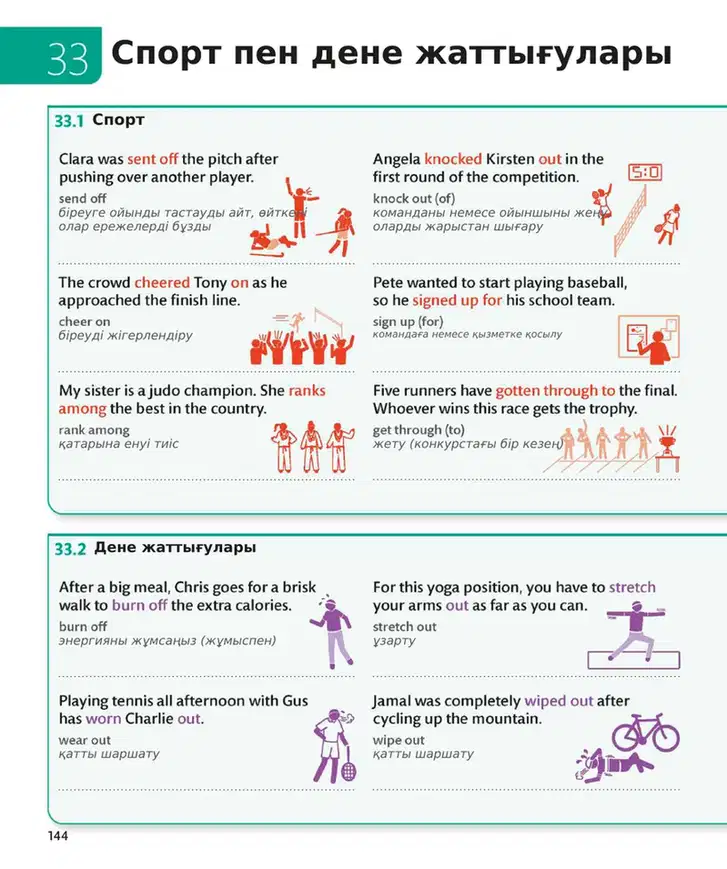 33 Спорт пен дене жаттығулары
33.1 Спорт
Clara was sent off the pitch after
pushing over another player.
send off
біреуге ойынды тастауды айт, өйткені
олар ережелерді бұзды
Angela knocked Kirsten out in the
first round of the competition.
knock out (of)
команданы немесе ойыншыны жеңу,
оларды жарыстан шығару
5:0
The crowd cheered Tony on as he
approached the finish line.
cheer on
біреуді жігерлендіру
Pete wanted to start playing baseball,
so he signed up for his school team.
sign up (for)
командаға немесе қызметке қосылу
My sister is a judo champion. She ranks
among the best in the country.
rank among
қатарына енуі тиіс
Five runners have gotten through to the final.
Whoever wins this race gets the trophy.
get through (to)
жету (конкурстағы бір кезең)
33.2 Дене жаттығулары
After a big meal, Chris goes for a brisk
walk to burn off the extra calories.
burn off
энергияны жұмсаңыз (жұмыспен)
For this yoga position, you have to stretch
your arms out as far as you can.
stretch out
ұзарту
Playing tennis all afternoon with Gus
has worn Charlie out.
wear out
қатты шаршату
Jamal was completely wiped out after
cycling up the mountain.
wipe out
қатты шаршату
144